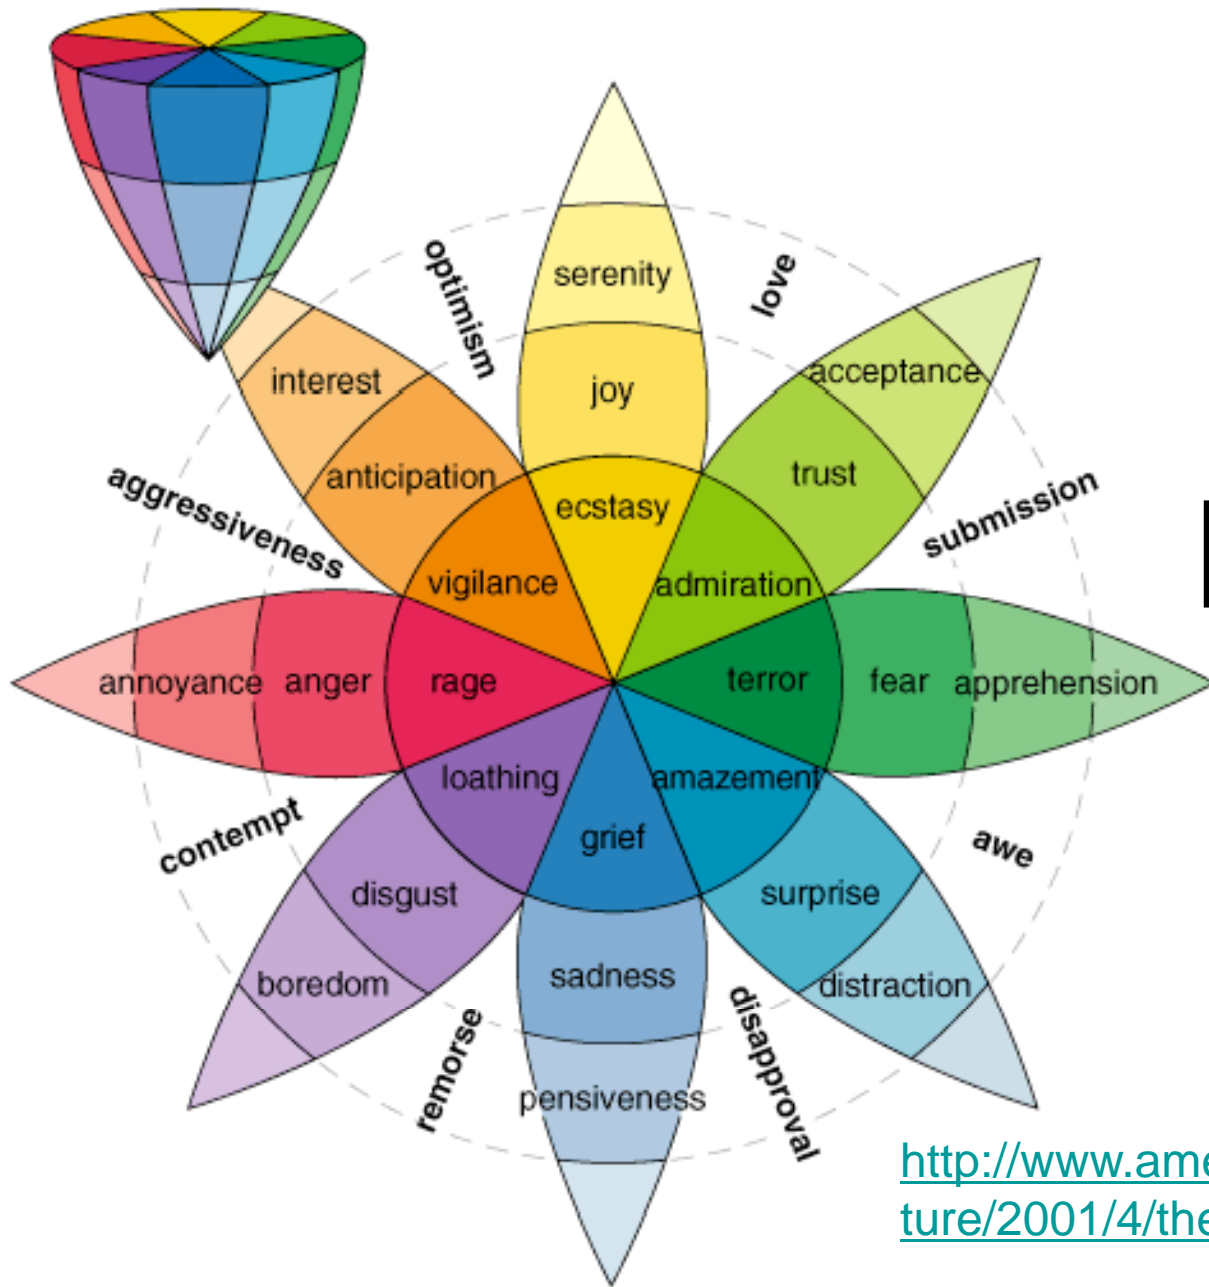 optimism
love
serenity
interest
acceptance
joy
anticipation
trust
aggressiveness
ecstasy
submission
vigilance
admiration
annoyance
anger
rage
terror
fear
apprehension
loathing
amazement
contempt
grief
awe
disgust
surprise
boredom
sadness
distraction
remorse
disapproval
pensiveness
http://www.ame
ture/2001/4/the